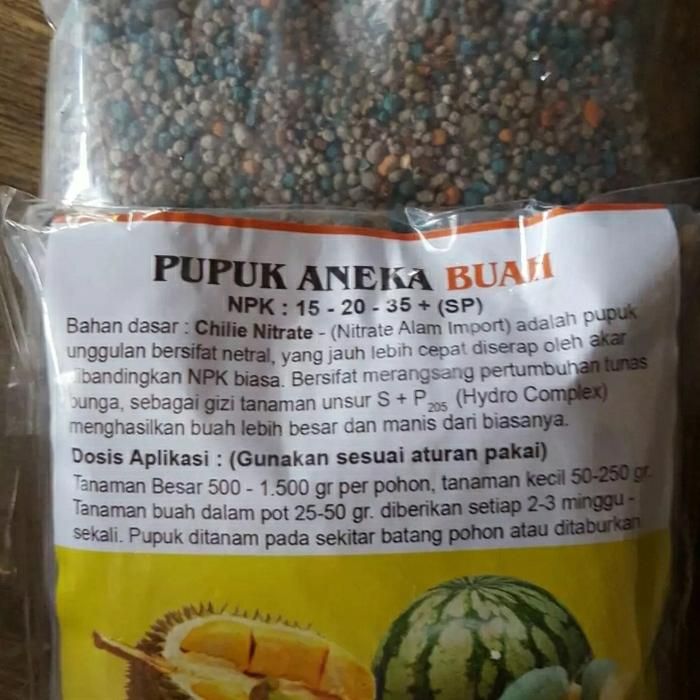 PUPUK ANEKA BUAH
NPK : 15 - 20 - 35 + (SP)
Bahan dasar : Chilie Nitrate - (Nitrate Alam Import) adalah pupuk
unggulan bersifat netral, yang jauh lebih cepat diserap oleh akar
dibandingkan NPK biasa. Bersifat merangsang pertumbuhan tunas
bunga, sebagai gizi tanaman unsur S + P205 (Hydro Complex)
menghasilkan buah lebih besar dan manis dari biasanya.
Dosis Aplikasi : (Gunakan sesuai aturan pakai)
Tanaman Besar 500 - 1.500 gr per pohon, tanaman kecil 50-250 gr.
Tanaman buah dalam pot 25-50 gr. diberikan setiap 2-3 minggu -
sekali. Pupuk ditanam pada sekitar batang pohon atau ditaburkan